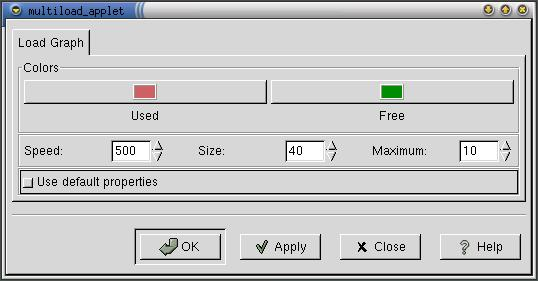 multiload_applet
Load Graph
Colors
Used Free
Speed: 500 Size: 40 Maximum: 10
Use default properties
OK Apply Close Help